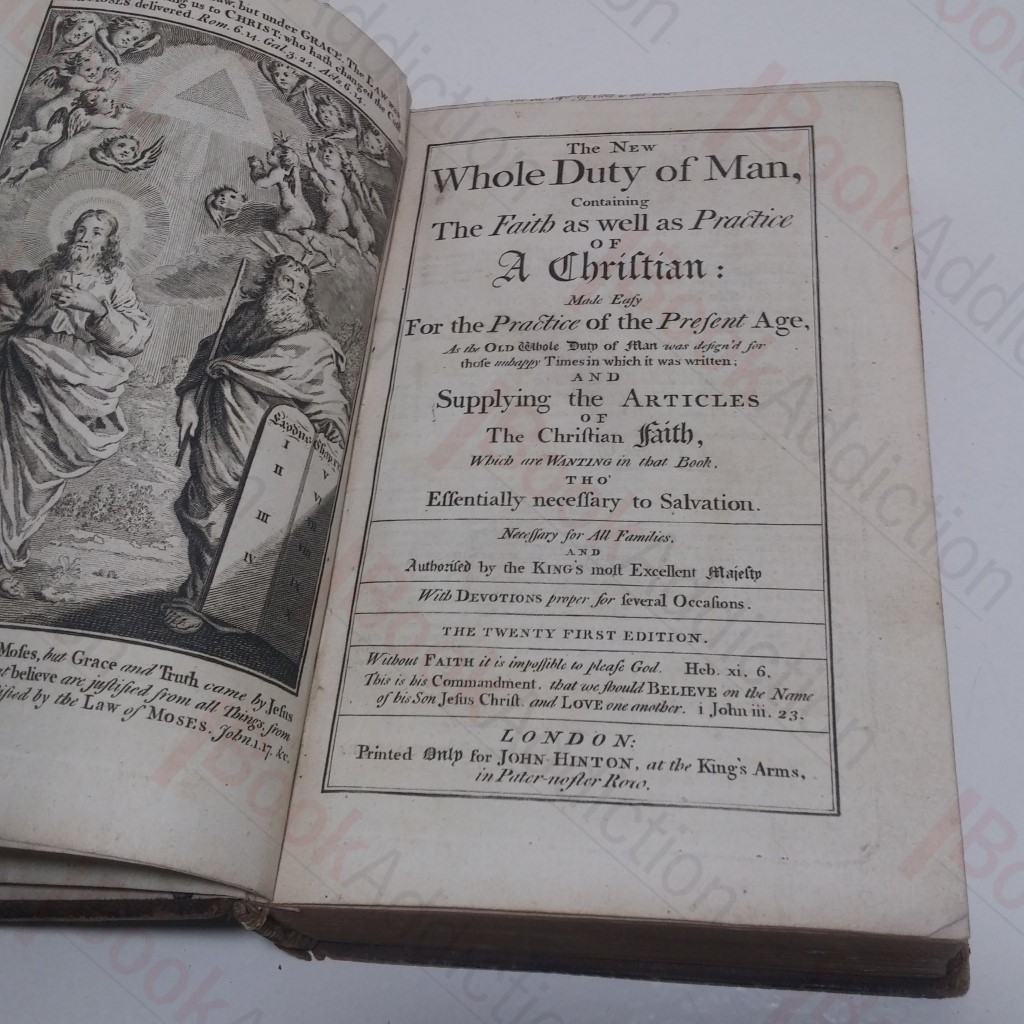 but under GRACE. The LAW was
us to CHRIST, who hath changed the
MOSES delivered. Rom. 6. 14. Gal. 3. 24. Acts 6. 14.
Exodus Chap.
I
II
III
IV
V
VI
Moses, but Grace and Truth came by Jesus
believe are justified from all Things, from
by the LAW of MOSES. John. 1. 17. &c.
The NEW
Whole Duty of Man,
Containing
The Faith as well as Practice
OF
A Chriſtian:
Made Eaſy
For the Practice of the Preſent Age,
As the OLD Whole Duty of Man was deſign'd for
thoſe unhappy Times in which it was written;
AND
Supplying the ARTICLES
OF
The Chriſtian Faith,
Which are WANTING in that Book,
THO'
Eſſentially neceſſary to Salvation.
Neceſſary for All Families,
AND
Authoriſed by the KING'S moſt Excellent Majeſty
With DEVOTIONS proper for ſeveral Occaſions.
THE TWENTY FIRST EDITION.
Without FAITH it is impoſſible to pleaſe God. Heb. xi. 6.
This is his Commandment, that we ſhould BELIEVE on the Name
of his Son Jeſus Chriſt, and LOVE one another. i John iii. 23.
LONDON:
Printed Only for JOHN HINTON, at the King's Arms,
in Pater-noſter Row.
BookAddiction